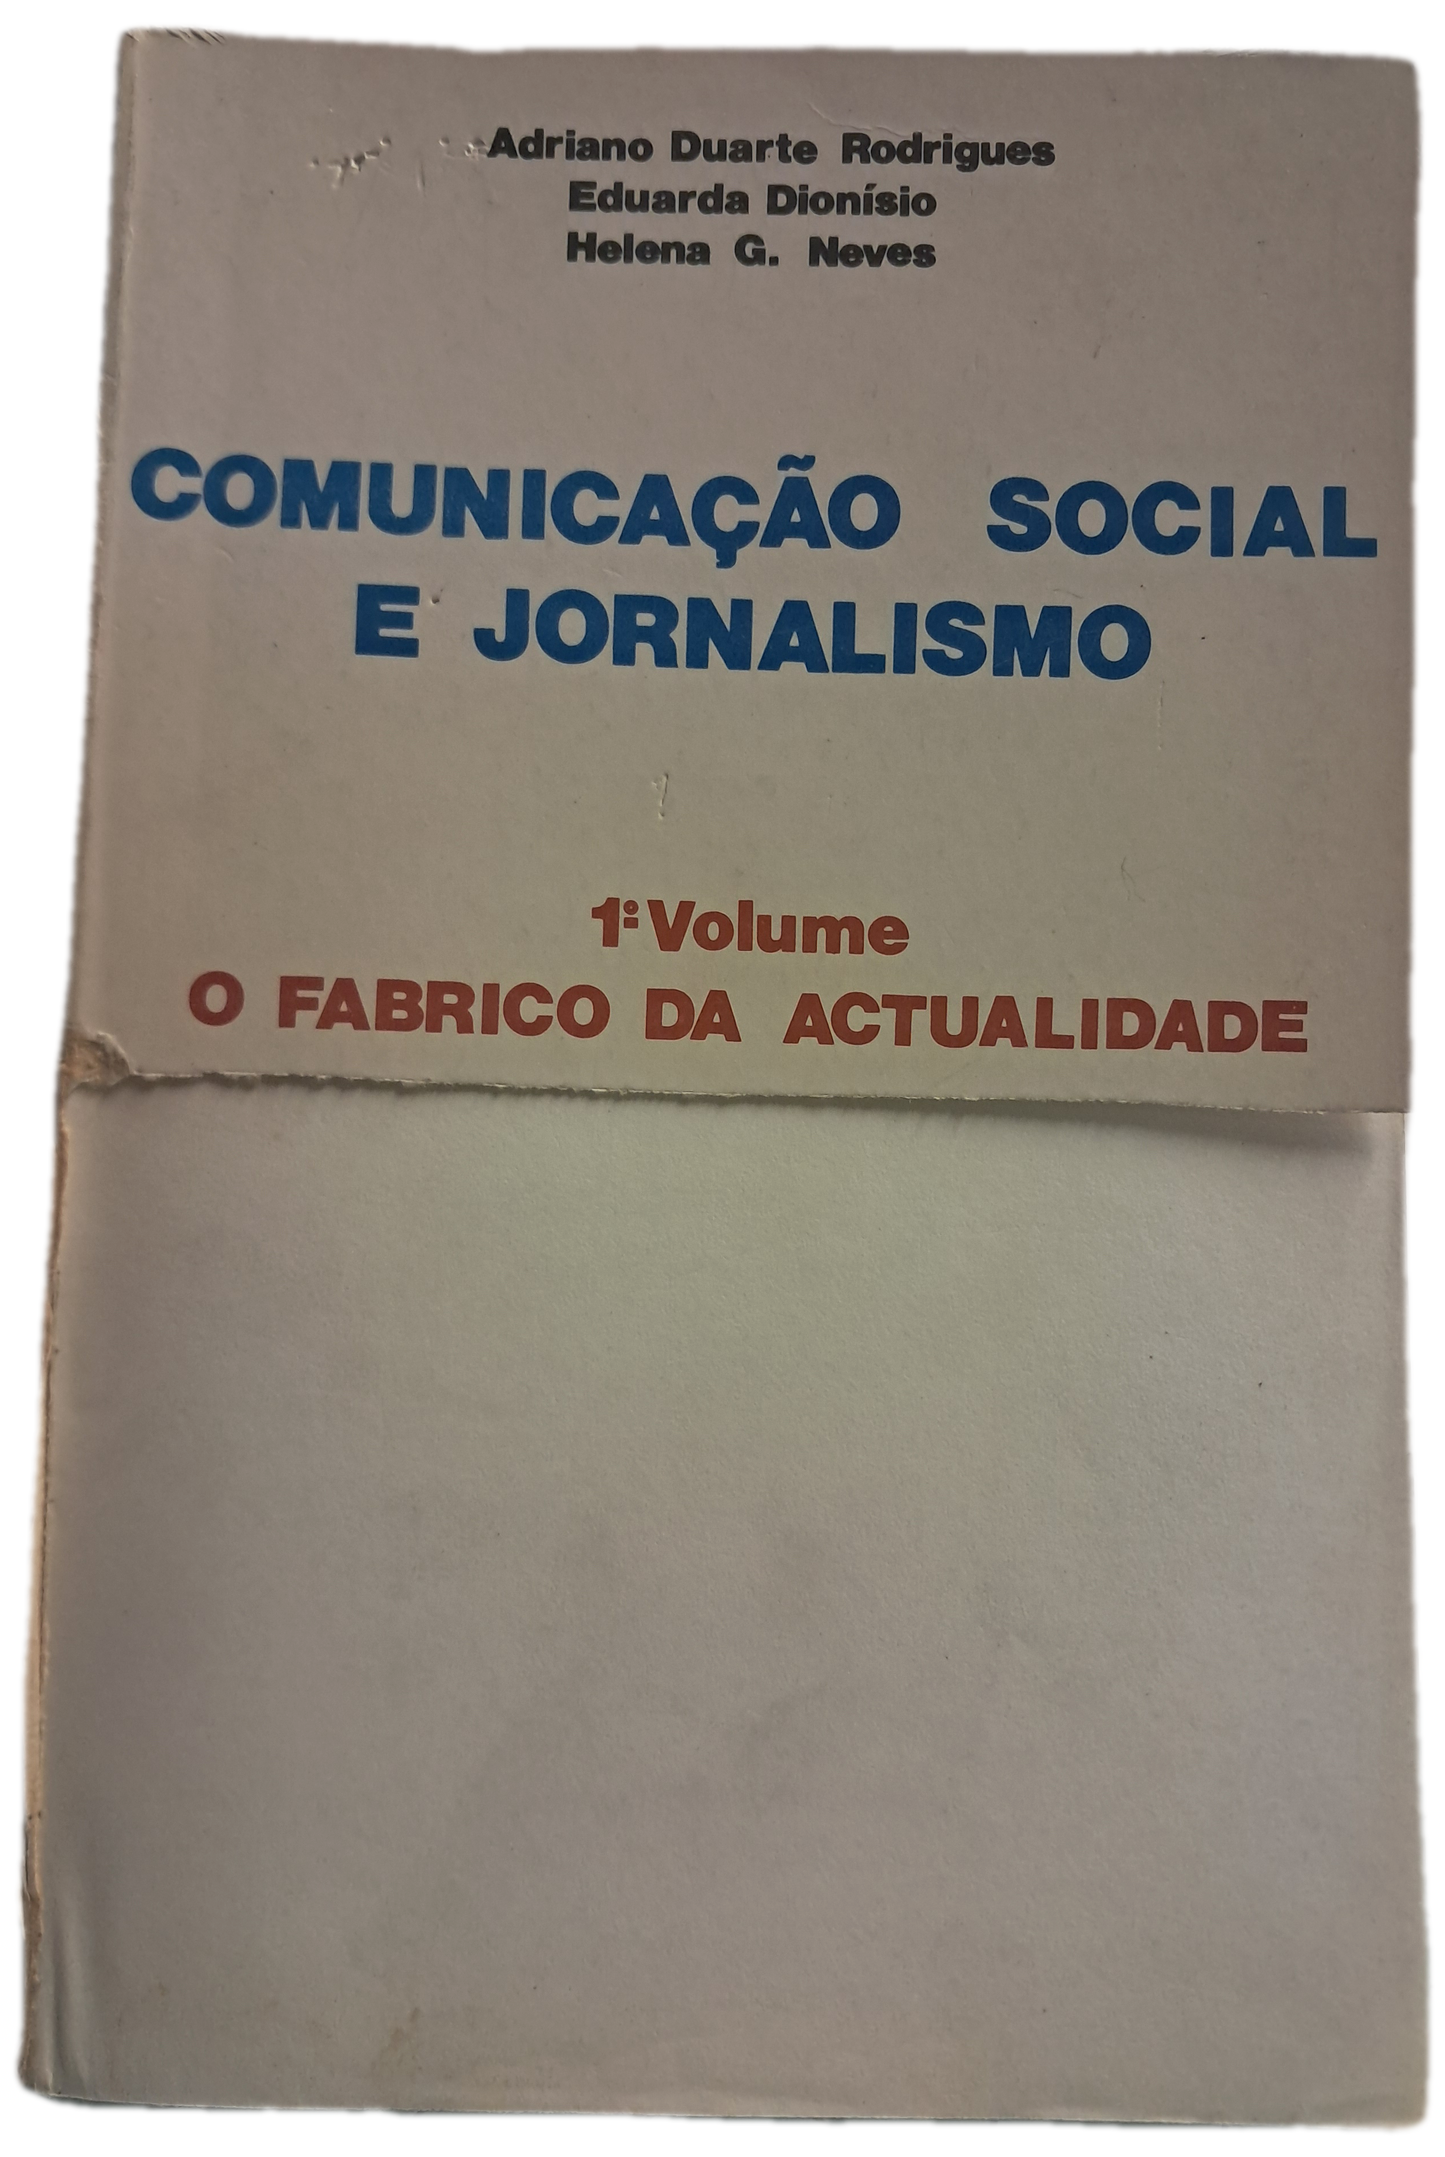 Adriano Duarte Rodrigues
Eduarda Dionísio
Helena G. Neves
COMUNICAÇÃO SOCIAL
E JORNALISMO
1º Volume
O FABRICO DA ACTUALIDADE